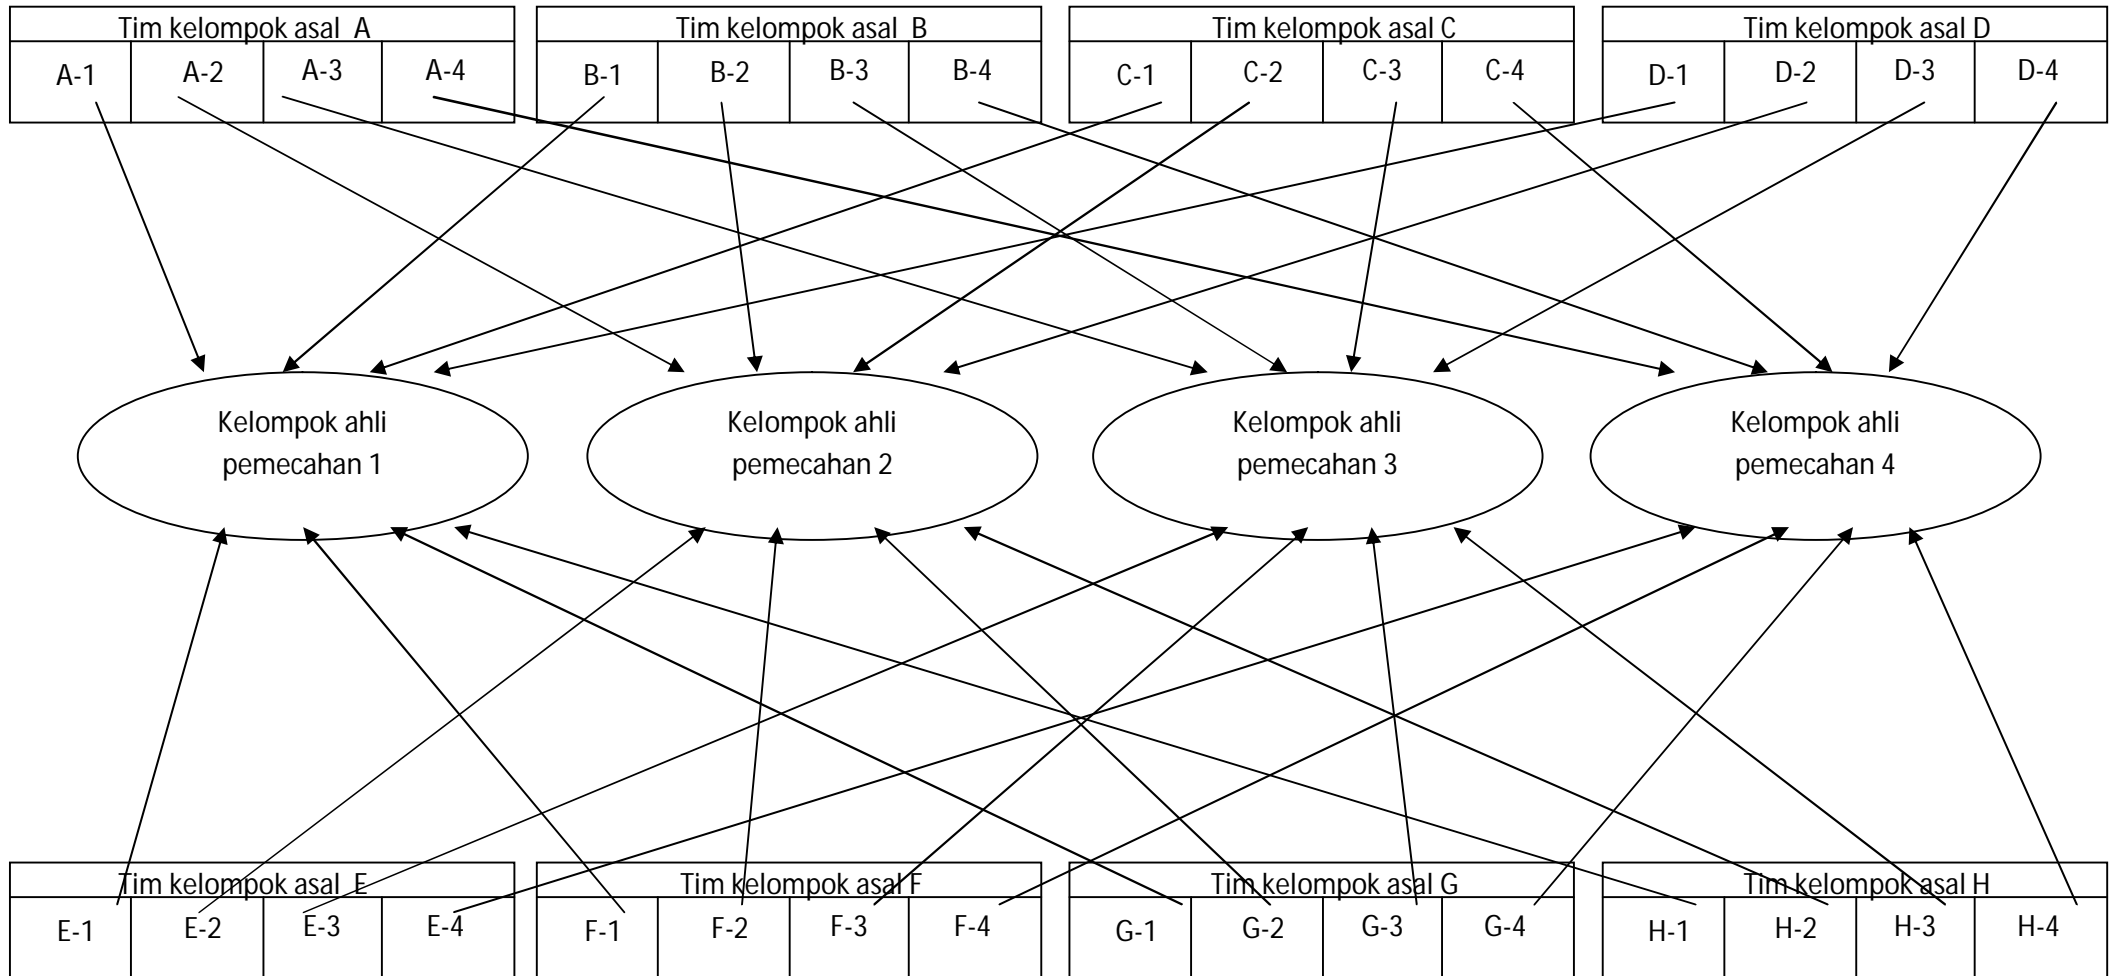 Tim kelompok asal  A
Tim kelompok asal  B
Tim kelompok asal C
Tim kelompok asal D
A-1
A-2
A-3
A-4
B-1
B-2
B-3
B-4
C-1
C-2
C-3
C-4
D-1
D-2
D-3
D-4
Kelompok ahli
pemecahan 1
Kelompok ahli
pemecahan 2
Kelompok ahli
pemecahan 3
Kelompok ahli
pemecahan 4
Tim kelompok asal  E
Tim kelompok asal F
Tim kelompok asal G
Tim kelompok asal H
E-1
E-2
E-3
E-4
F-1
F-2
F-3
F-4
G-1
G-2
G-3
G-4
H-1
H-2
H-3
H-4